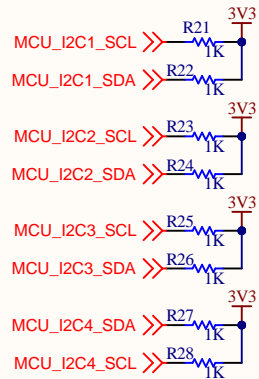 3V3
R21
MCU_I2C1_SCL
1K
R22
MCU_I2C1_SDA
1K
3V3
R23
MCU_I2C2_SCL
1K
R24
MCU_I2C2_SDA
1K
3V3
R25
MCU_I2C3_SCL
1K
R26
MCU_I2C3_SDA
1K
3V3
R27
MCU_I2C4_SDA
1K
R28
MCU_I2C4_SCL
1K